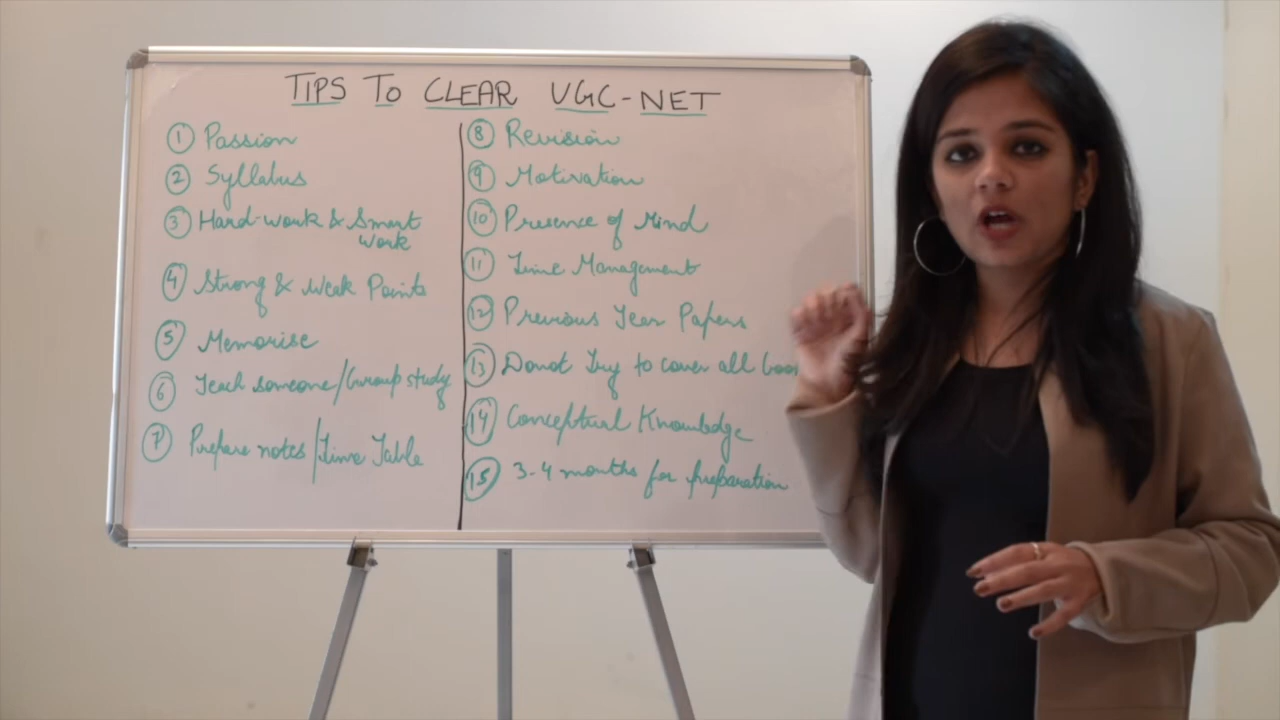 TIPS TO CLEAR UGC-NET
1 Passion
2 Syllabus
3 Hard-work & Smart
work
4 Strong & Weak Points
5 Memorise
6 Teach someone/Group study
7 Prepare notes/Time Table
8 Revision
9 Motivation
10 Presence of Mind
11 Time Management
12 Previous Year Papers
13 Donot Try to cover all
14 Conceptual Knowledge
15 3-4 months for preparation